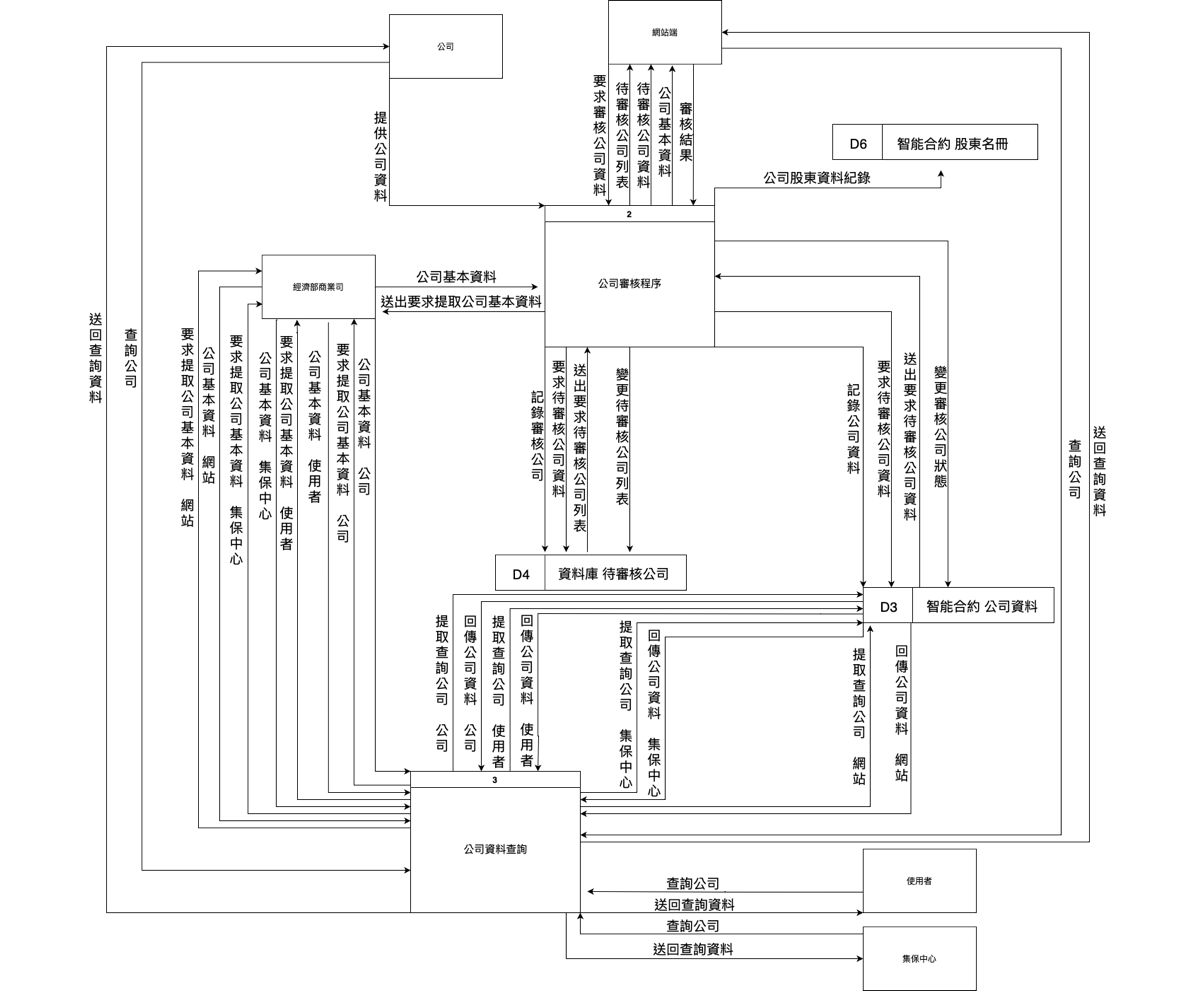 公司
網站端
要求審核公司資料
待審核公司列表
待審核公司資料
公司基本資料
審核結果
提供公司資料
D6
智能合約 股東名冊
公司股東資料紀錄
2
公司審核程序
經濟部商業司
公司基本資料
送出要求提取公司基本資料
送回查詢資料
查詢公司
要求提取公司基本資料 網站
公司基本資料 網站
要求提取公司基本資料 集保中心
公司基本資料 集保中心
要求提取公司基本資料 使用者
公司基本資料 使用者
要求提取公司基本資料 公司
公司基本資料 公司
記錄審核公司
要求待審核公司資料
送出要求待審核公司列表
變更待審核公司列表
記錄公司資料
要求待審核公司資料
送出要求待審核公司資料
變更審核公司狀態
查詢公司
送回查詢資料
D4
資料庫 待審核公司
D3
智能合約 公司資料
提取查詢公司 公司
回傳公司資料 公司
提取查詢公司 使用者
回傳公司資料 使用者
提取查詢公司 集保中心
回傳公司資料 集保中心
提取查詢公司 網站
回傳公司資料 網站
3
公司資料查詢
使用者
查詢公司
送回查詢資料
查詢公司
送回查詢資料
集保中心